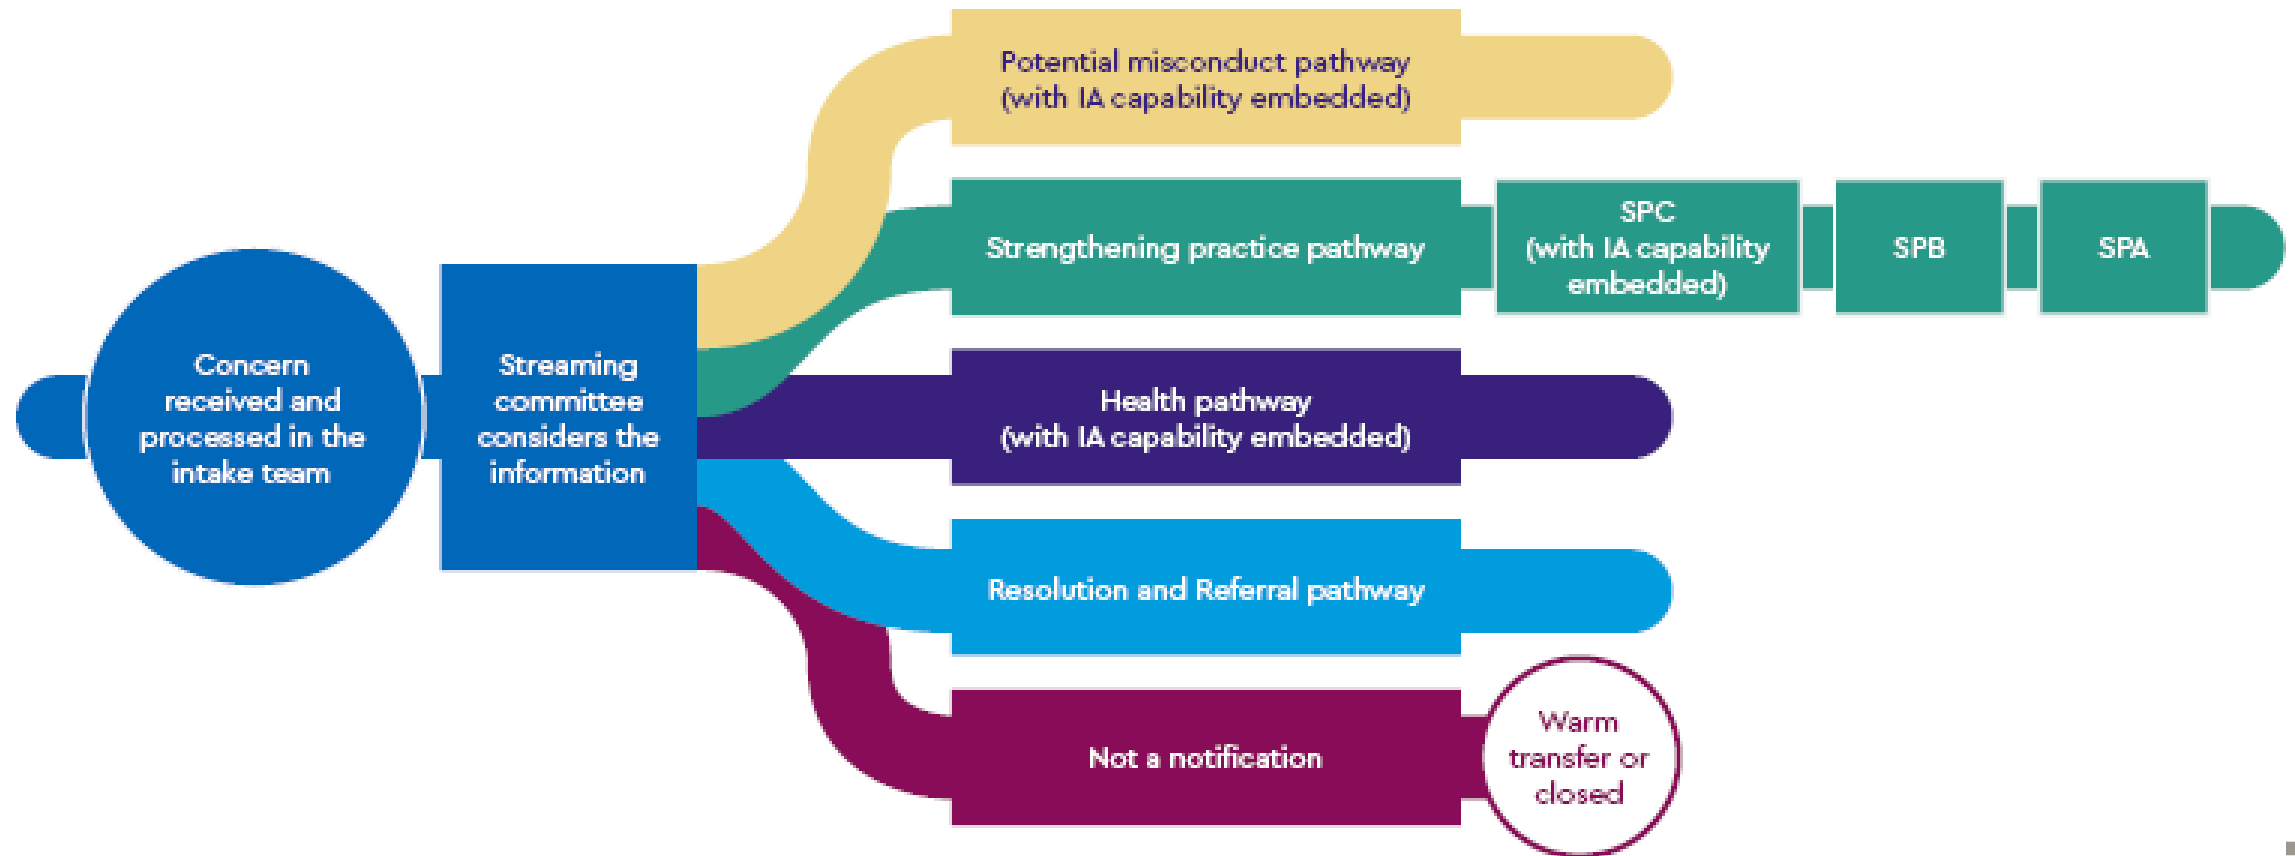 Concern
received and
processed in the
intake team
Streaming
committee
considers the
information
Potential misconduct pathway
(with IA capability embedded)
Strengthening practice pathway
SPC
(with IA capability
embedded)
SPB
SPA
Health pathway
(with IA capability embedded)
Resolution and Referral pathway
Not a notification
Warm
transfer or
closed